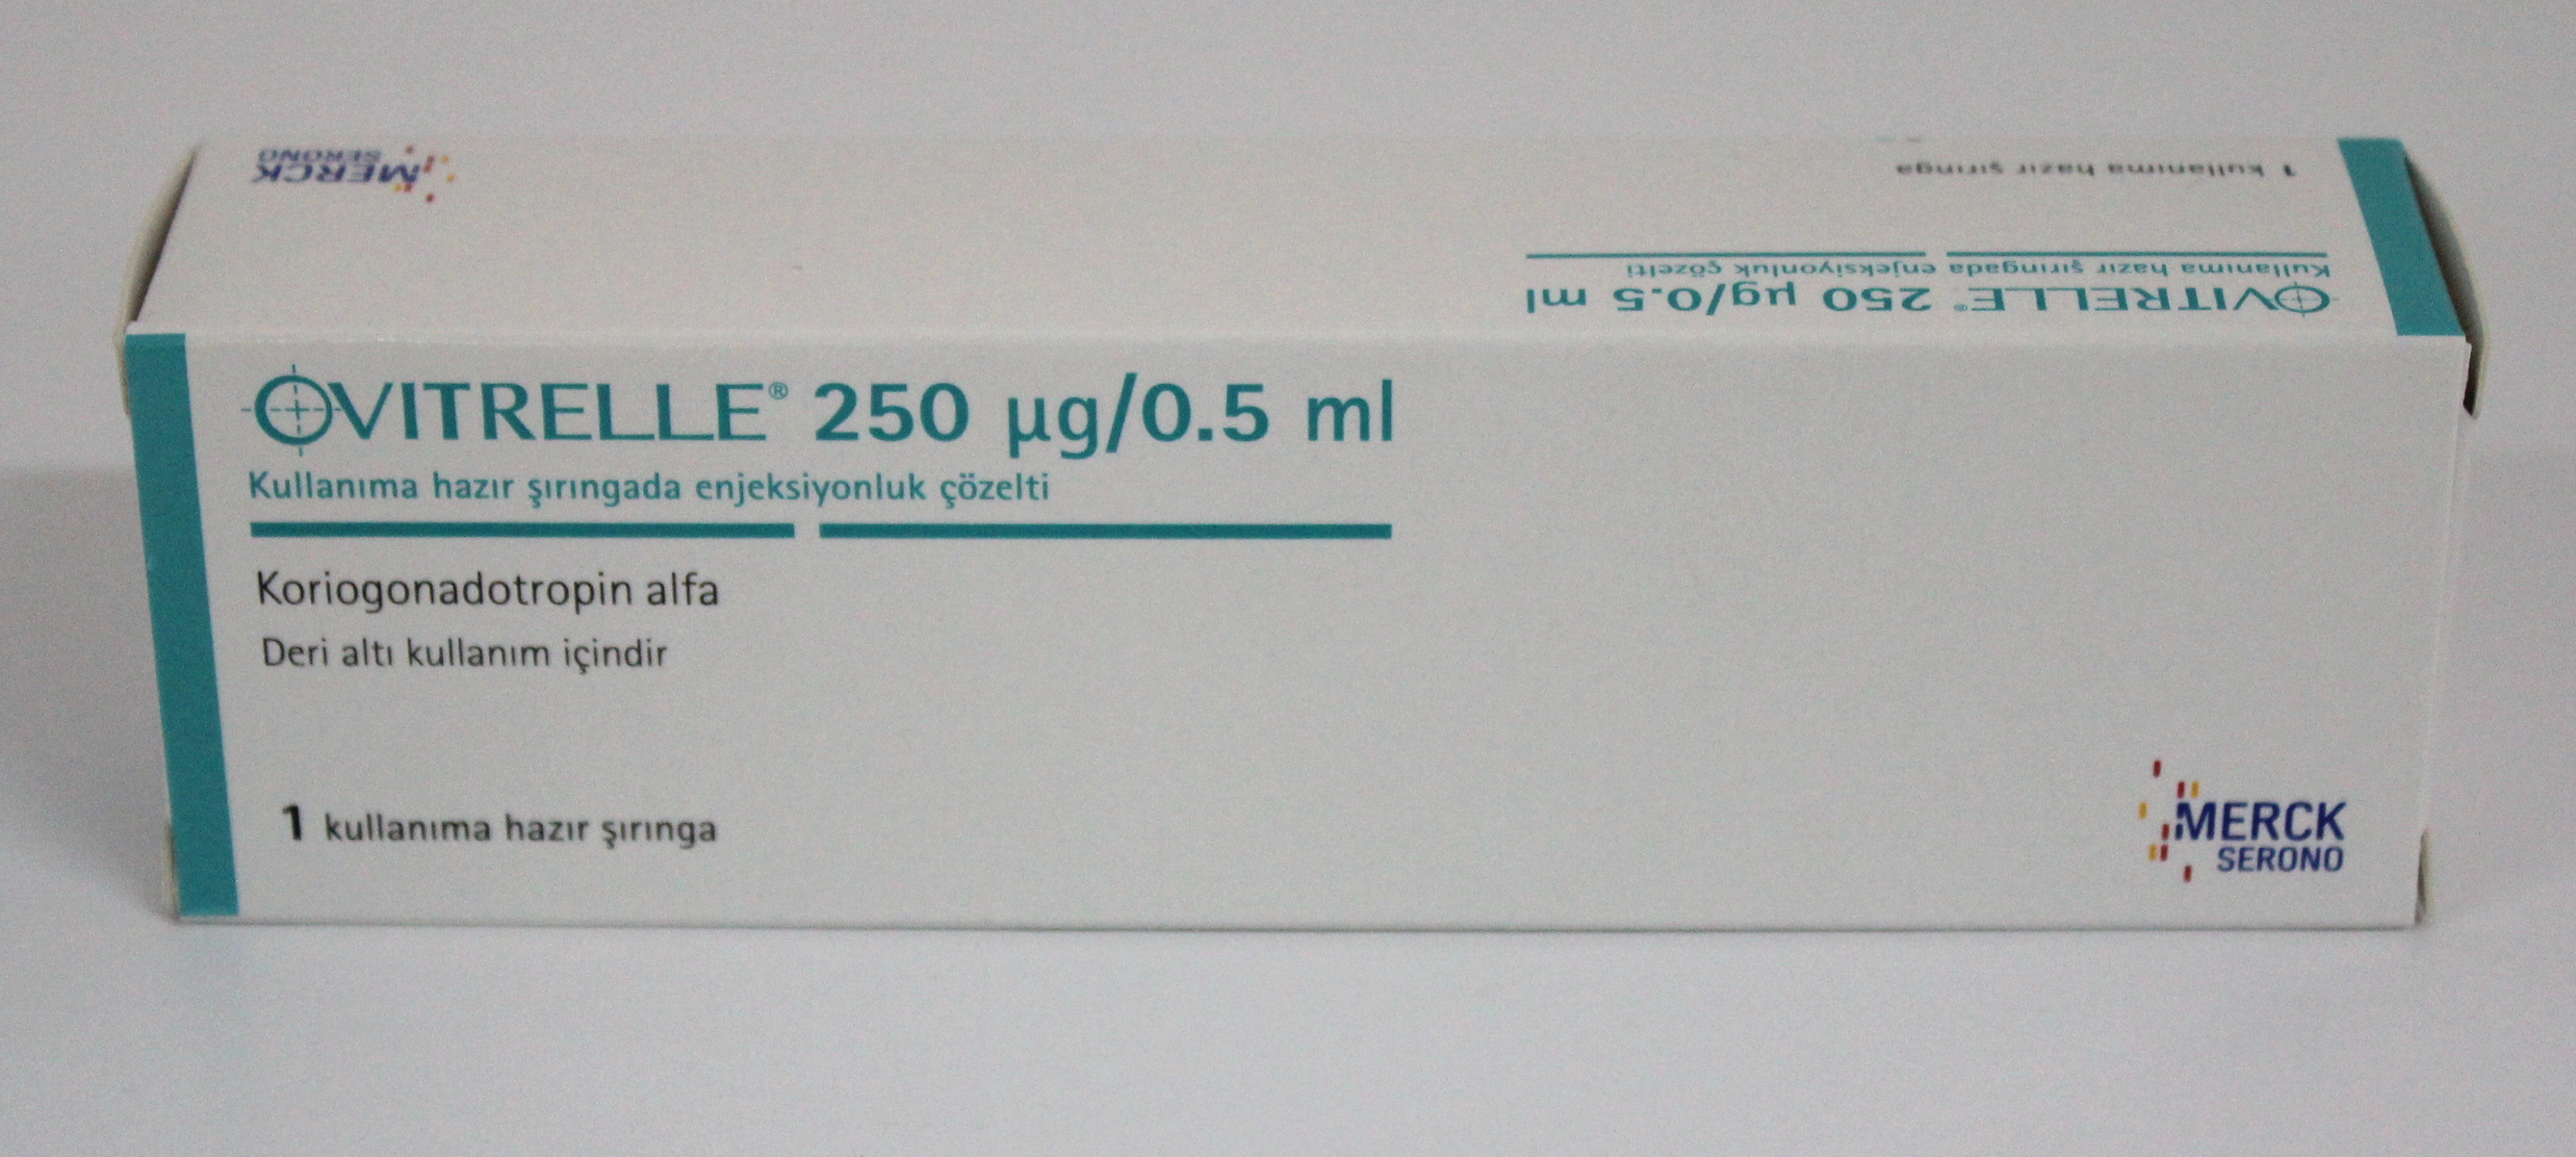 MERCK
SERONO
1 kullanıma hazır şırınga
OVITRELLE® 250 µg/0.5 ml
Kullanıma hazır şırıngada enjeksiyonluk çözelti
OVITRELLE® 250 µg/0.5 ml
Kullanıma hazır şırıngada enjeksiyonluk çözelti
Koriogonadotropin alfa
Deri altı kullanım içindir
1 kullanıma hazır şırınga
MERCK
SERONO